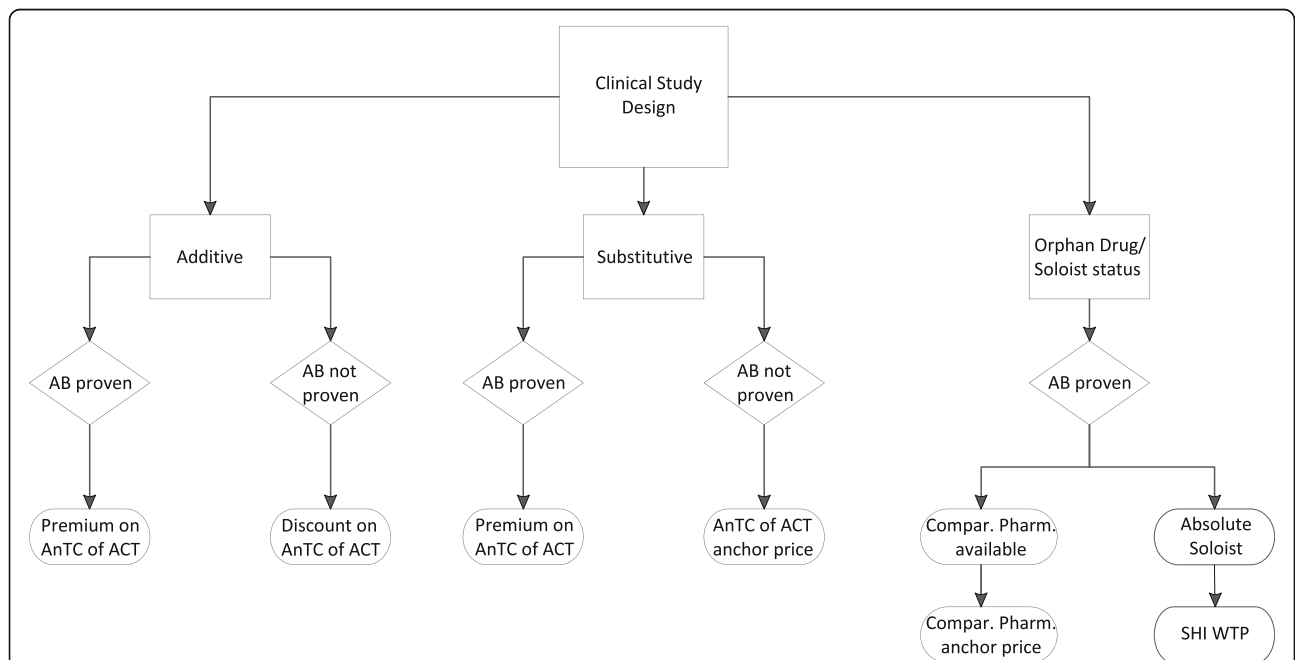 Clinical Study
Design
Additive
Substitutive
Orphan Drug/
Soloist status
AB proven
AB not
proven
AB proven
AB not
proven
AB proven
Premium on
AnTC of ACT
Discount on
AnTC of ACT
Premium on
AnTC of ACT
AnTC of ACT
anchor price
Compar. Pharm.
available
Absolute
Soloist
Compar. Pharm.
anchor price
SHI WTP